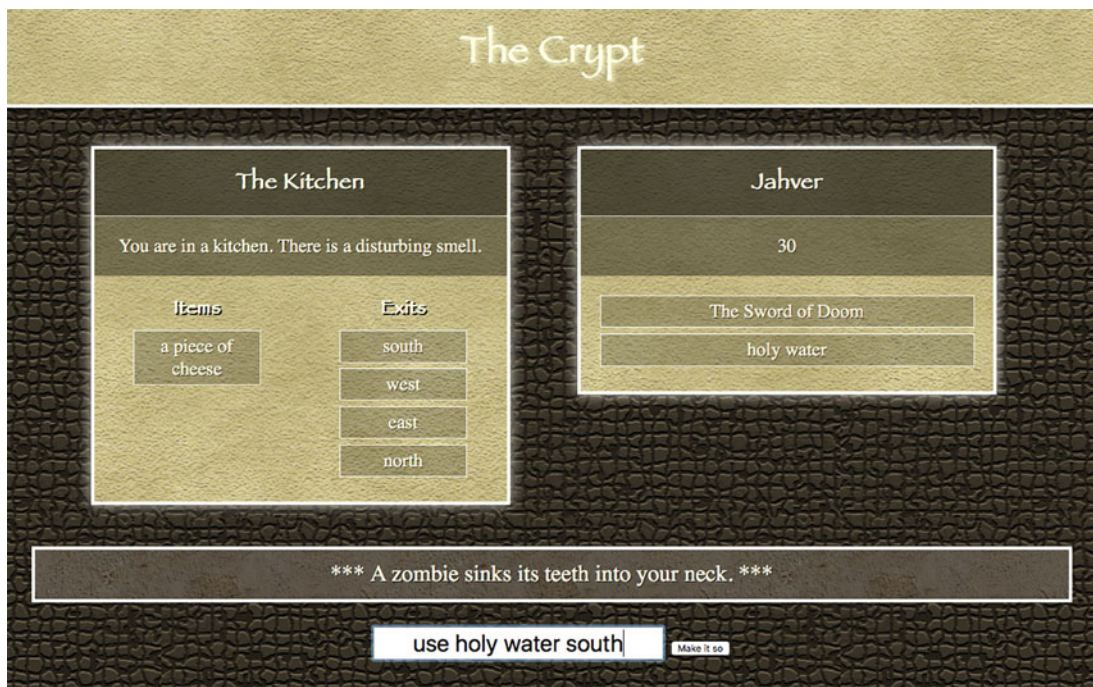 The Crypt
The Kitchen
You are in a kitchen. There is a disturbing smell.
Items
a piece of
cheese
Exits
south
west
east
north
Jahver
30
The Sword of Doom
holy water
*** A zombie sinks its teeth into your neck. ***
use holy water south
Make it so